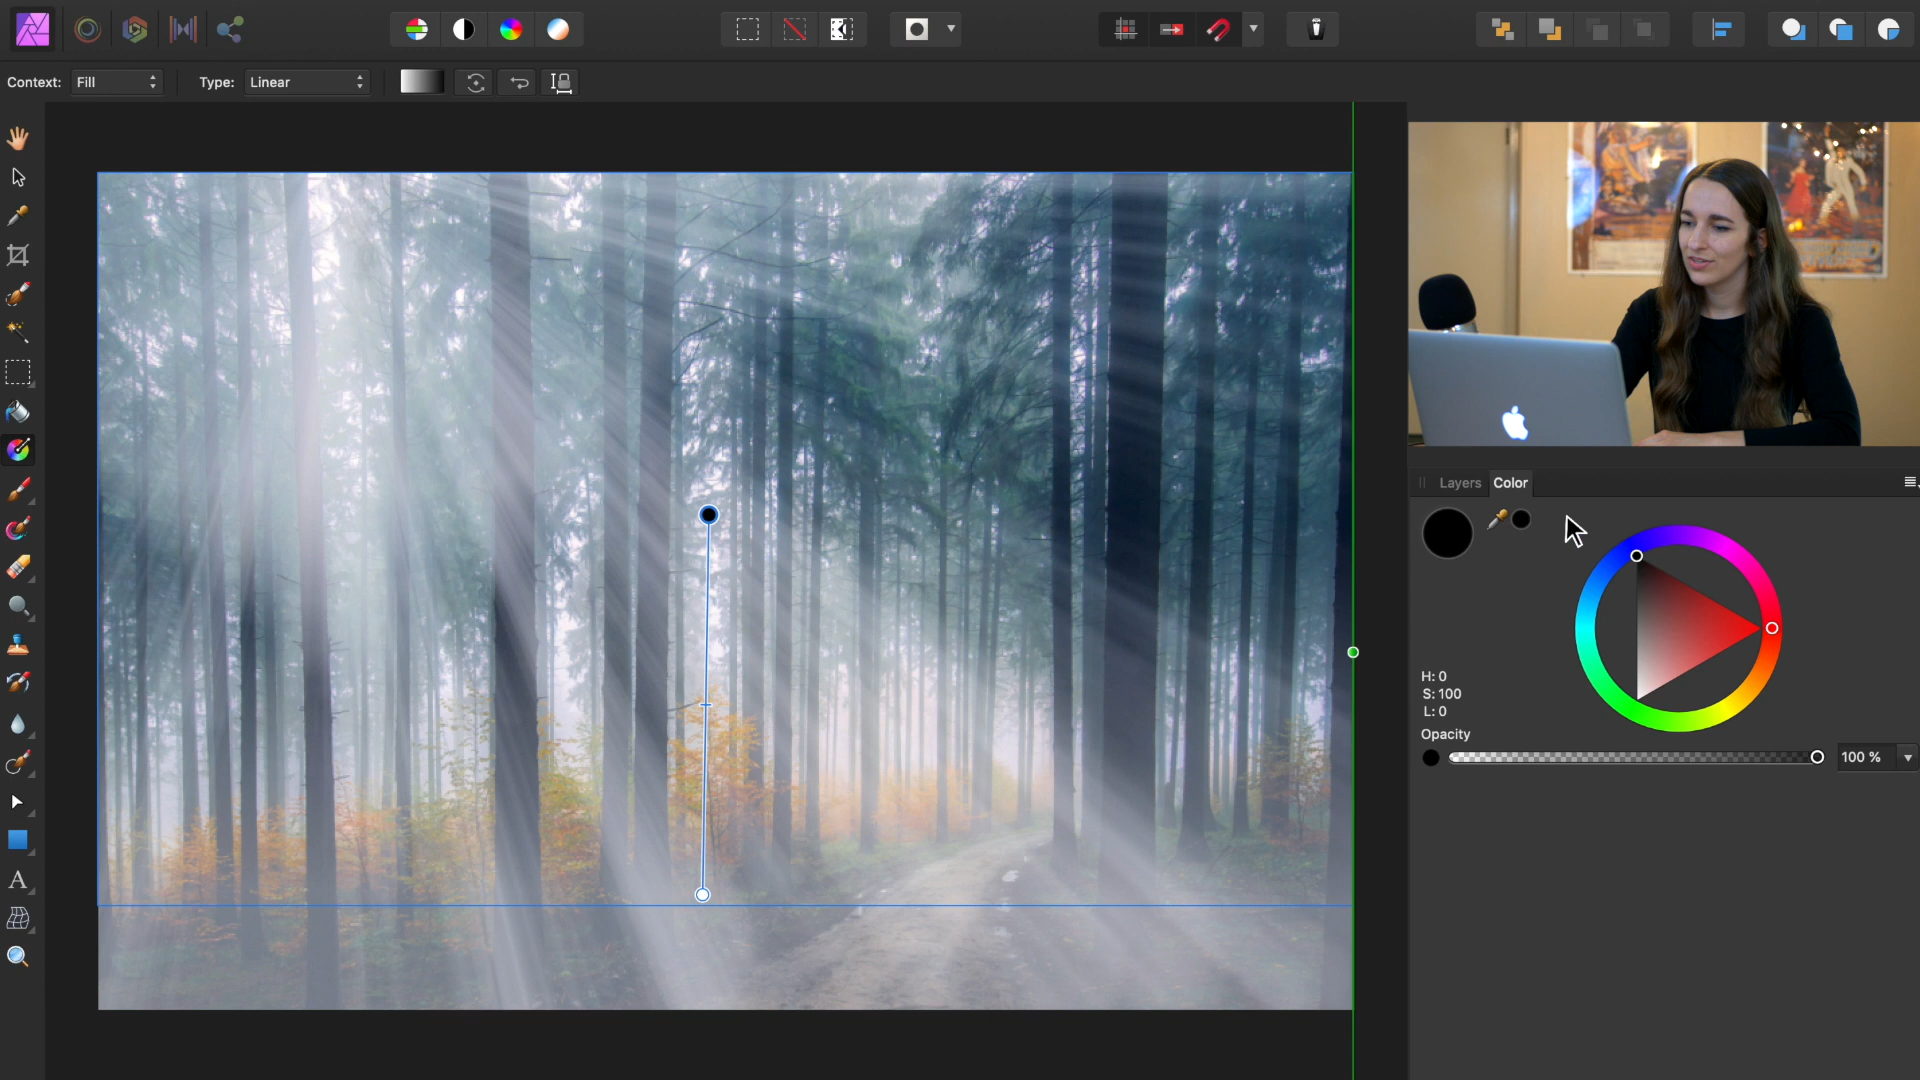 Context: Fill Type: Linear
Layers Color
H: 0
S: 100
L: 0
Opacity
100 %
A